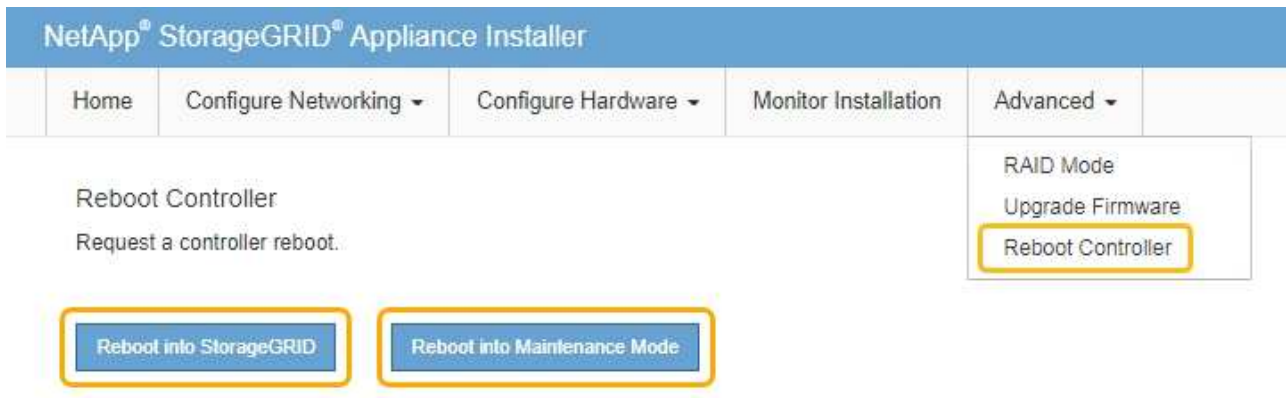 NetApp® StorageGRID® Appliance Installer
Home Configure Networking Configure Hardware Monitor Installation Advanced
RAID Mode
Upgrade Firmware
Reboot Controller
Reboot Controller
Request a controller reboot.
Reboot into StorageGRID Reboot into Maintenance Mode